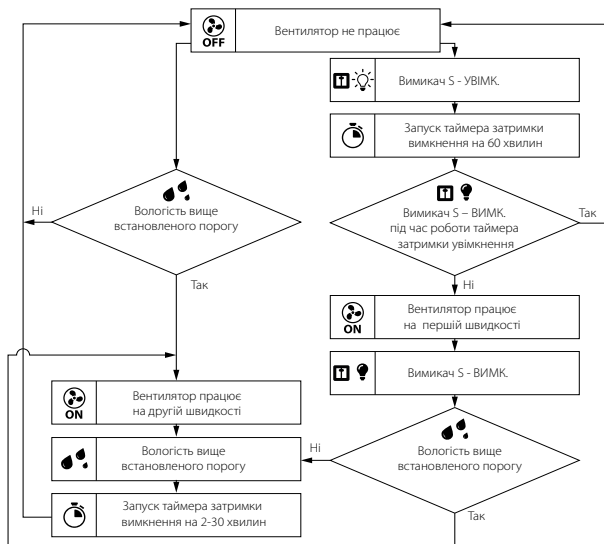 OFF
Вентилятор не працює
Вимикач S - УВІМК.
Запуск таймера затримки
вимкнення на 60 хвилин
Ні
Вологість вище
встановленого порогу
Так
Вимикач S – ВИМК.
під час роботи таймера
затримки увімкнення
Так
Ні
ON
Вентилятор працює
на першій швидкості
Вимикач S - ВИМК.
ON
Вентилятор працює
на другій швидкості
Вологість вище
встановленого порогу
Ні
Вологість вище
встановленого порогу
Так
Запуск таймера затримки
вимкнення на 2-30 хвилин